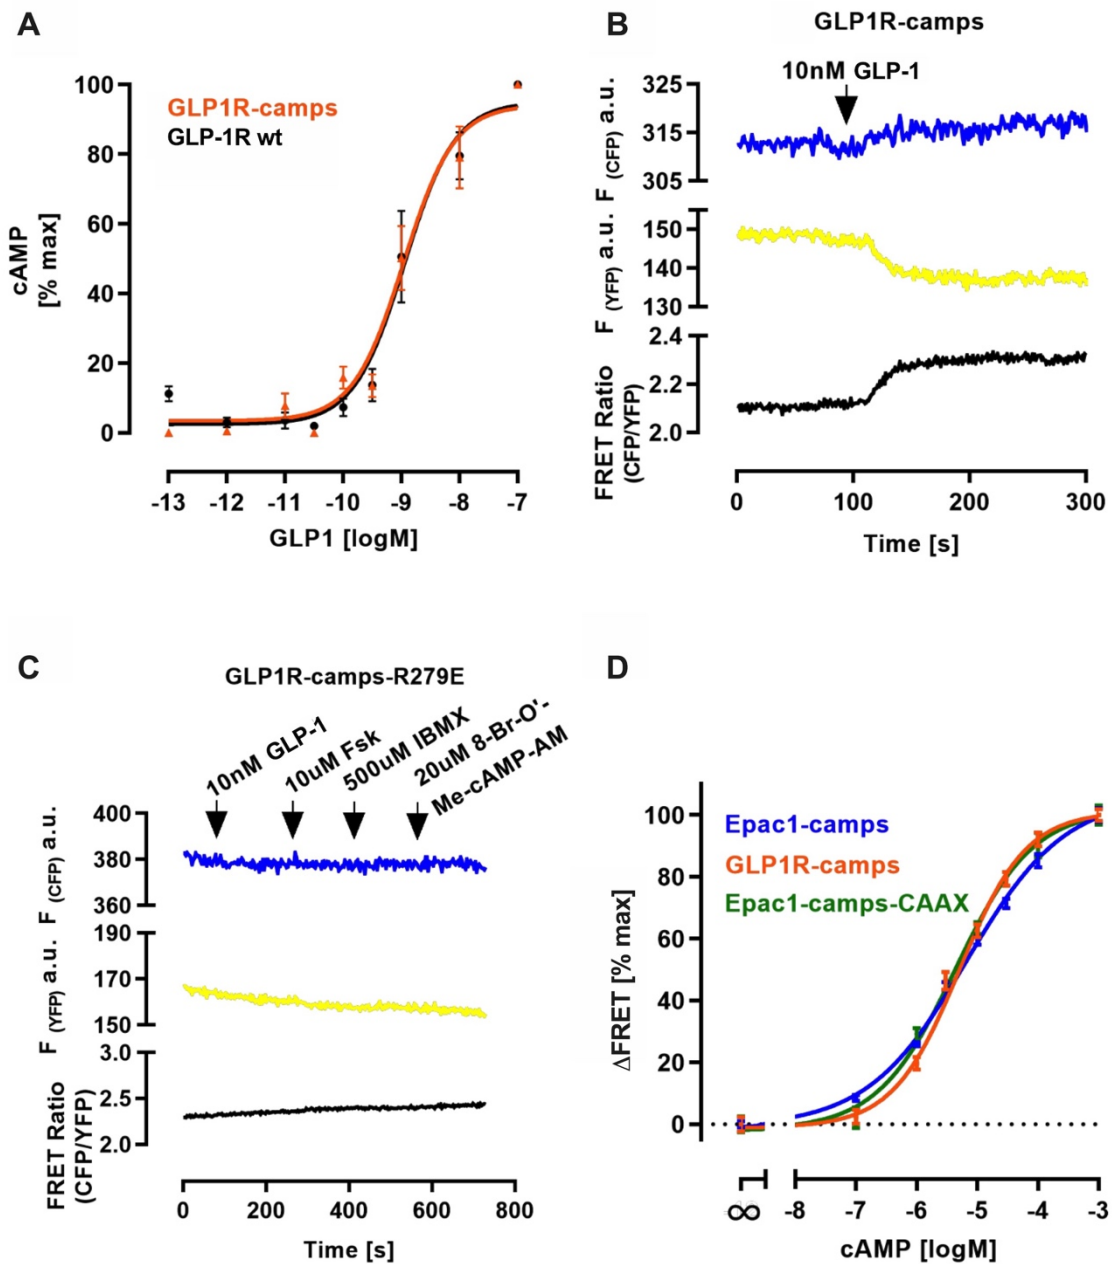 A
GLP1R-camps
GLP-1R wt
cAMP
[% max]
100
80
60
40
20
0
-13 -12 -11 -10 -9 -8 -7
GLP1 [logM]
B
GLP1R-camps
10nM GLP-1
F (CFP) a.u.
325
315
305
F (YFP) a.u.
150
140
130
FRET Ratio
(CFP/YFP)
2.4
2.2
2.0
0 100 200 300
Time [s]
C
GLP1R-camps-R279E
10nM GLP-1
10uM Fsk
500uM IBMX
20uM 8-Br-O'-
Me-cAMP-AM
F (CFP) a.u.
400
380
360
F (YFP) a.u.
190
170
150
FRET Ratio
(CFP/YFP)
3.0
2.5
2.0
0 200 400 600 800
Time [s]
D
Epac1-camps
GLP1R-camps
Epac1-camps-CAAX
ΔFRET [% max]
100
80
60
40
20
0
∞ -8 -7 -6 -5 -4 -3
cAMP [logM]